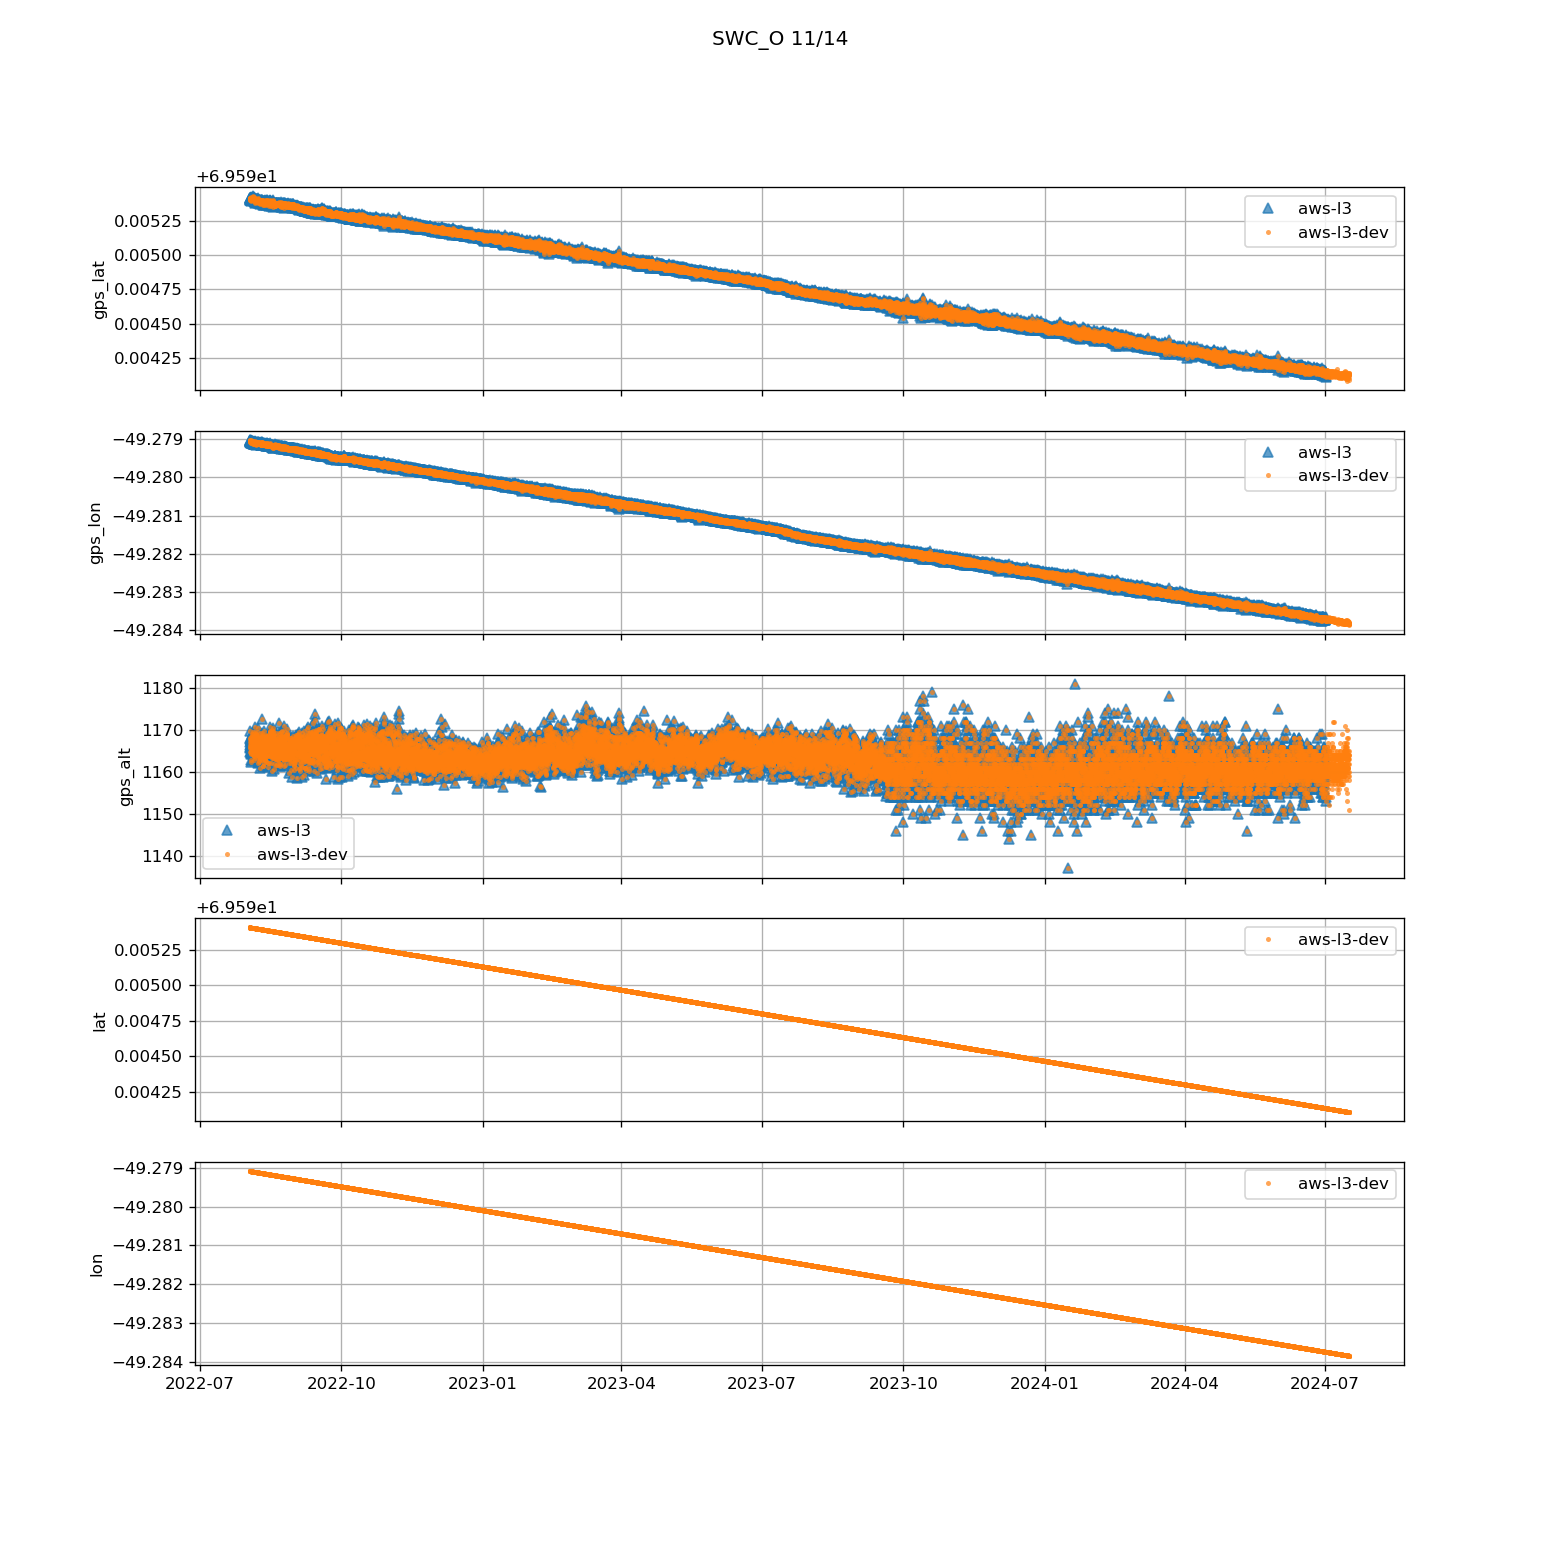 SWC_O 11/14
+6.959e1
0.00525
0.00500
0.00475
0.00450
0.00425
gps_lat
aws-l3
aws-l3-dev
−49.279
−49.280
−49.281
−49.282
−49.283
−49.284
gps_lon
aws-l3
aws-l3-dev
1180
1170
1160
1150
1140
gps_alt
aws-l3
aws-l3-dev
+6.959e1
0.00525
0.00500
0.00475
0.00450
0.00425
lat
aws-l3-dev
−49.279
−49.280
−49.281
−49.282
−49.283
−49.284
lon
aws-l3-dev
2022-07 2022-10 2023-01 2023-04 2023-07 2023-10 2024-01 2024-04 2024-07